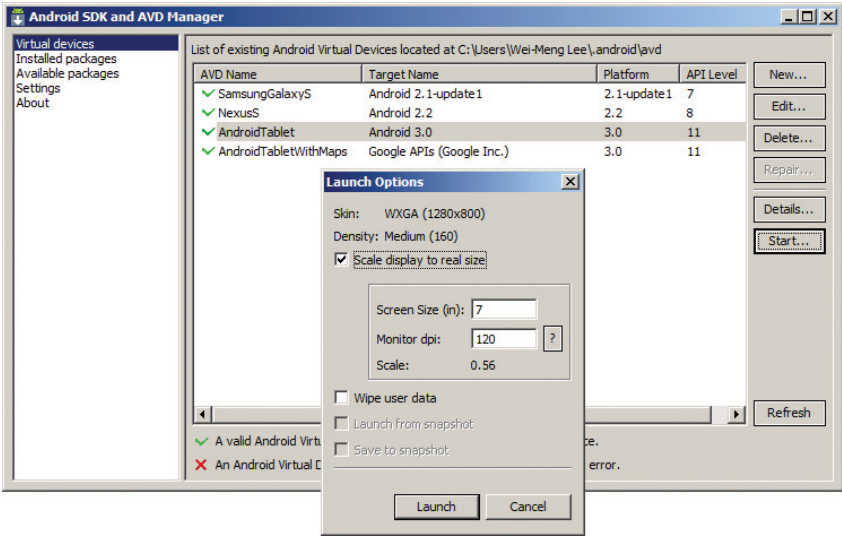 Android SDK and AVD Manager
Virtual devices
Installed packages
Available packages
Settings
About
List of existing Android Virtual Devices located at C:\Users\Wei-Meng Lee\.android\avd
AVD Name Target Name Platform API Level
SamsungGalaxyS Android 2.1-update1 2.1-update1 7
NexusS Android 2.2 2.2 8
AndroidTablet Android 3.0 3.0 11
AndroidTabletWithMaps Google APIs (Google Inc.) 3.0 11
New...
Edit...
Delete...
Repair...
Details...
Start...
Refresh
Launch Options
Skin: WXGA (1280x800)
Density: Medium (160)
Scale display to real size
Screen Size (in): 7
Monitor dpi: 120 ?
Scale: 0.56
Wipe user data
Launch from snapshot
Save to snapshot
Launch Cancel
A valid Android Virtu ce.
An Android Virtual D error.